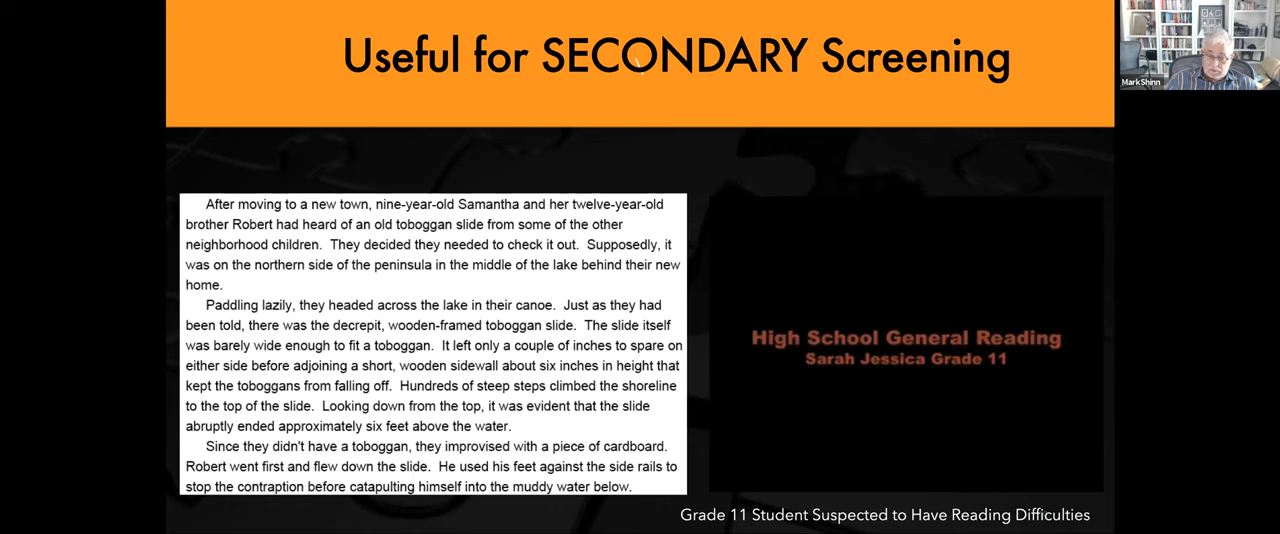 Useful for SECONDARY Screening
Mark Shinn
After moving to a new town, nine-year-old Samantha and her twelve-year-old
brother Robert had heard of an old toboggan slide from some of the other
neighborhood children. They decided they needed to check it out. Supposedly, it
was on the northern side of the peninsula in the middle of the lake behind their new
home.
Paddling lazily, they headed across the lake in their canoe. Just as they had
been told, there was the decrepit, wooden-framed toboggan slide. The slide itself
was barely wide enough to fit a toboggan. It left only a couple of inches to spare on
either side before adjoining a short, wooden sidewall about six inches in height that
kept the toboggans from falling off. Hundreds of steep steps climbed the shoreline
to the top of the slide. Looking down from the top, it was evident that the slide
abruptly ended approximately six feet above the water.
Since they didn't have a toboggan, they improvised with a piece of cardboard.
Robert went first and flew down the slide. He used his feet against the side rails to
stop the contraption before catapulting himself into the muddy water below.
High School General Reading
Sarah Jessica Grade 11
Grade 11 Student Suspected to Have Reading Difficulties